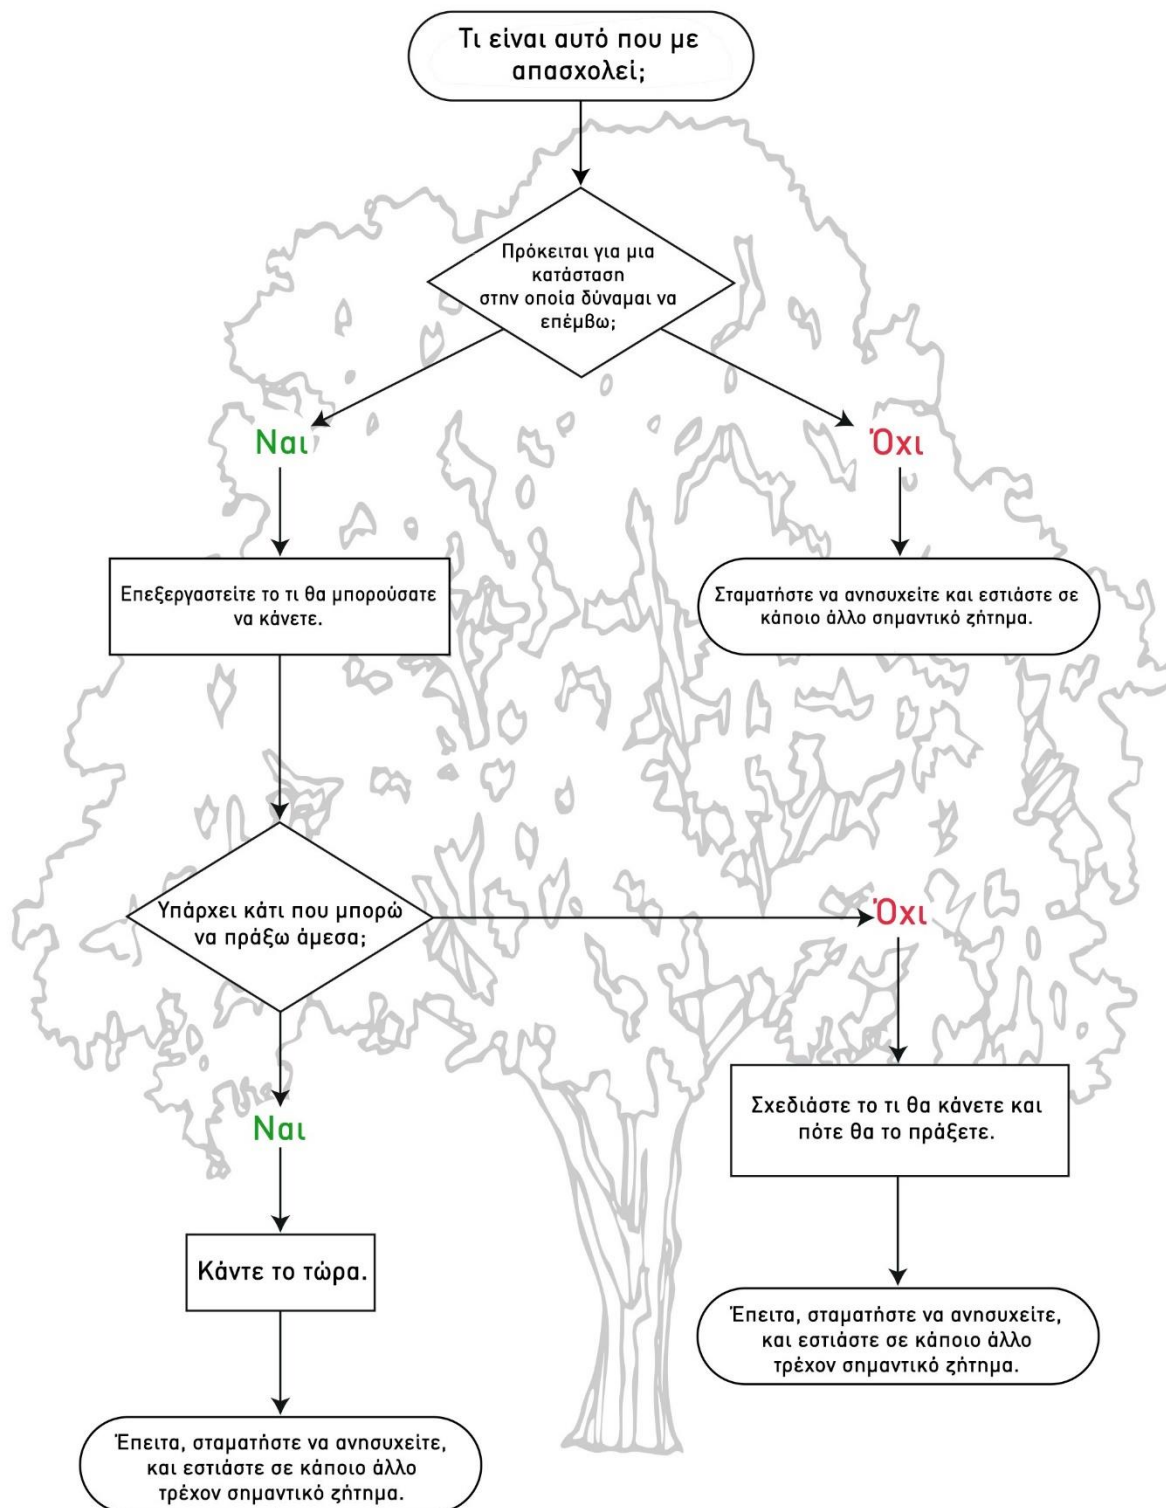 Τι είναι αυτό που με
απασχολεί;
Πρόκειται για μια
κατάσταση
στην οποία δύναμαι να
επέμβω;
Ναι
Όχι
Επεξεργαστείτε το τι θα μπορούσατε
να κάνετε.
Σταματήστε να ανησυχείτε και εστιάστε σε
κάποιο άλλο σημαντικό ζήτημα.
Υπάρχει κάτι που μπορώ
να πράξω άμεσα;
Όχι
Ναι
Σχεδιάστε το τι θα κάνετε και
πότε θα το πράξετε.
Κάντε το τώρα.
Έπειτα, σταματήστε να ανησυχείτε,
και εστιάστε σε κάποιο άλλο
τρέχον σημαντικό ζήτημα.
Έπειτα, σταματήστε να ανησυχείτε,
και εστιάστε σε κάποιο άλλο
τρέχον σημαντικό ζήτημα.